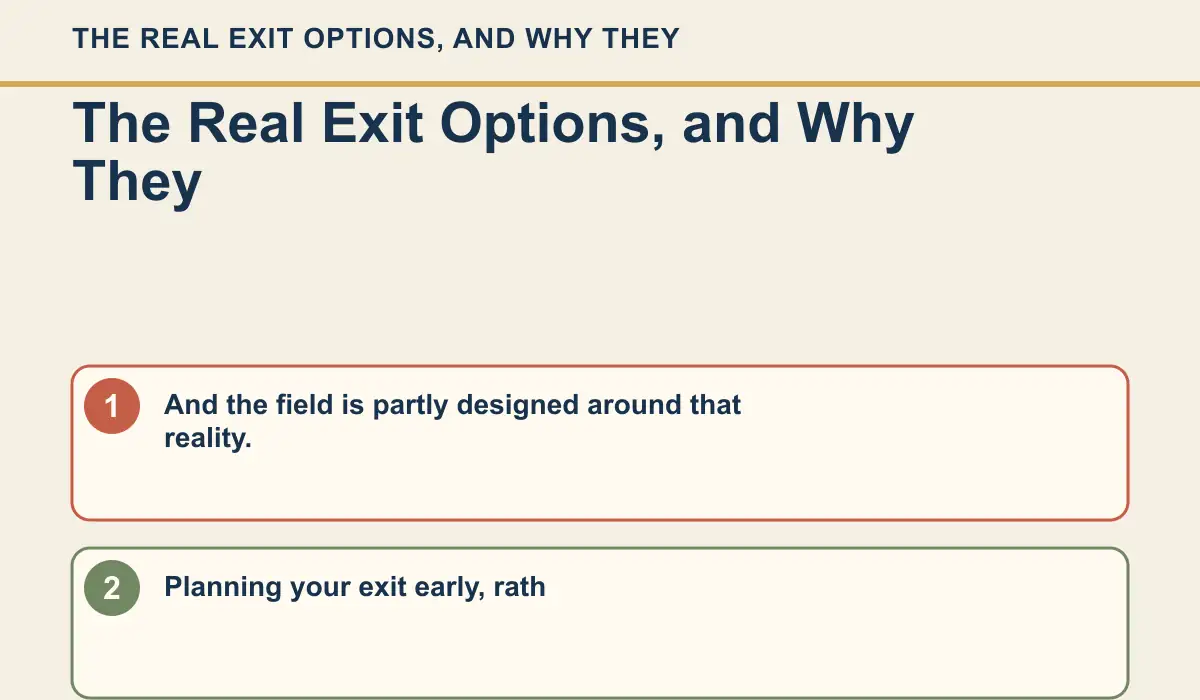 THE REAL EXIT OPTIONS, AND WHY THEY
The Real Exit Options, and Why
They
1
And the field is partly designed around that
reality.
2
Planning your exit early, rath